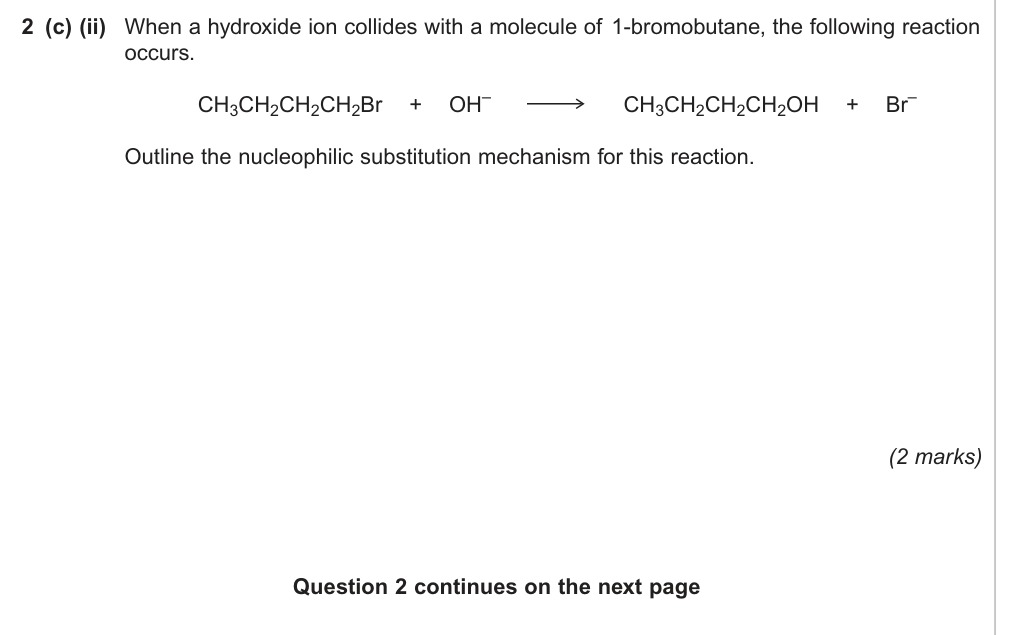 2 (c) (ii) When a hydroxide ion collides with a molecule of 1-bromobutane, the following reaction
occurs.
CH₃CH₂CH₂CH₂Br + OH⁻ ⟶ CH₃CH₂CH₂CH₂OH + Br⁻
Outline the nucleophilic substitution mechanism for this reaction.
(2 marks)
Question 2 continues on the next page